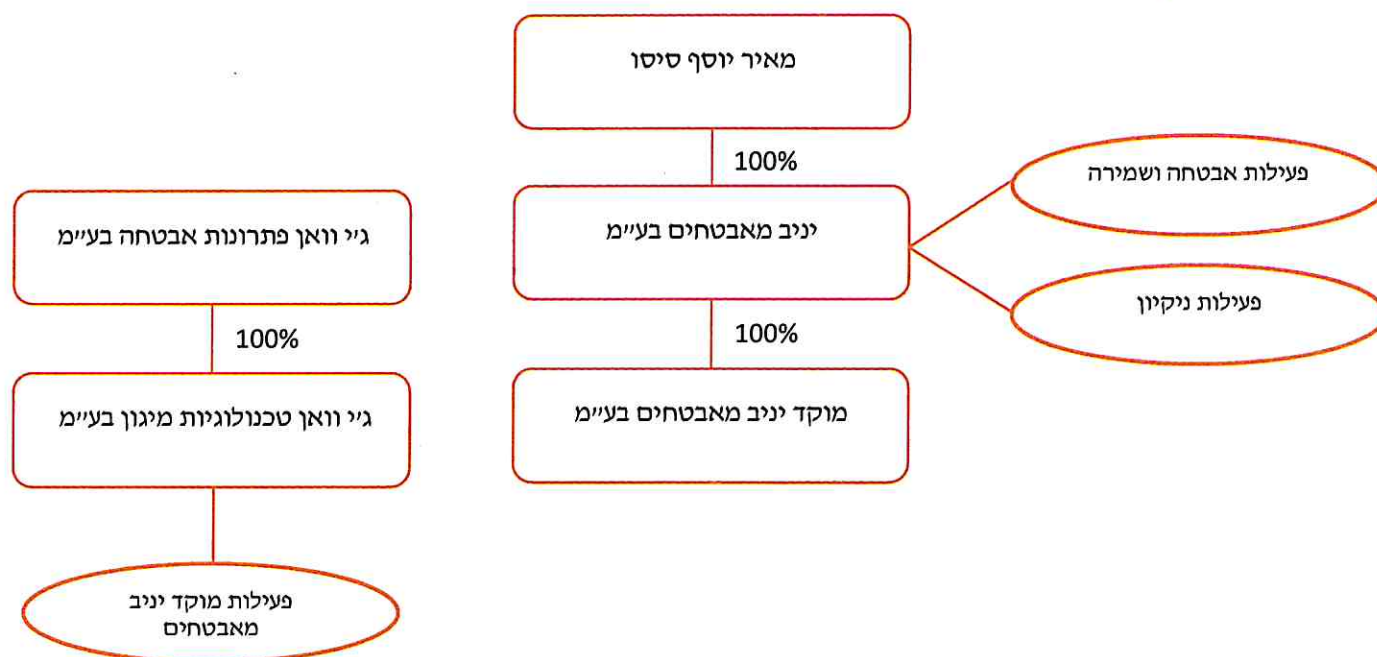 מאיר יוסף סיסו
100%
פעילות אבטחה ושמירה
יניב מאבטחים בע״מ
ג׳י וואן פתרונות אבטחה בע״מ
פעילות ניקיון
100%
100%
מוקד יניב מאבטחים בע״מ
ג׳י וואן טכנולוגיות מיגון בע״מ
פעילות מוקד יניב
מאבטחים